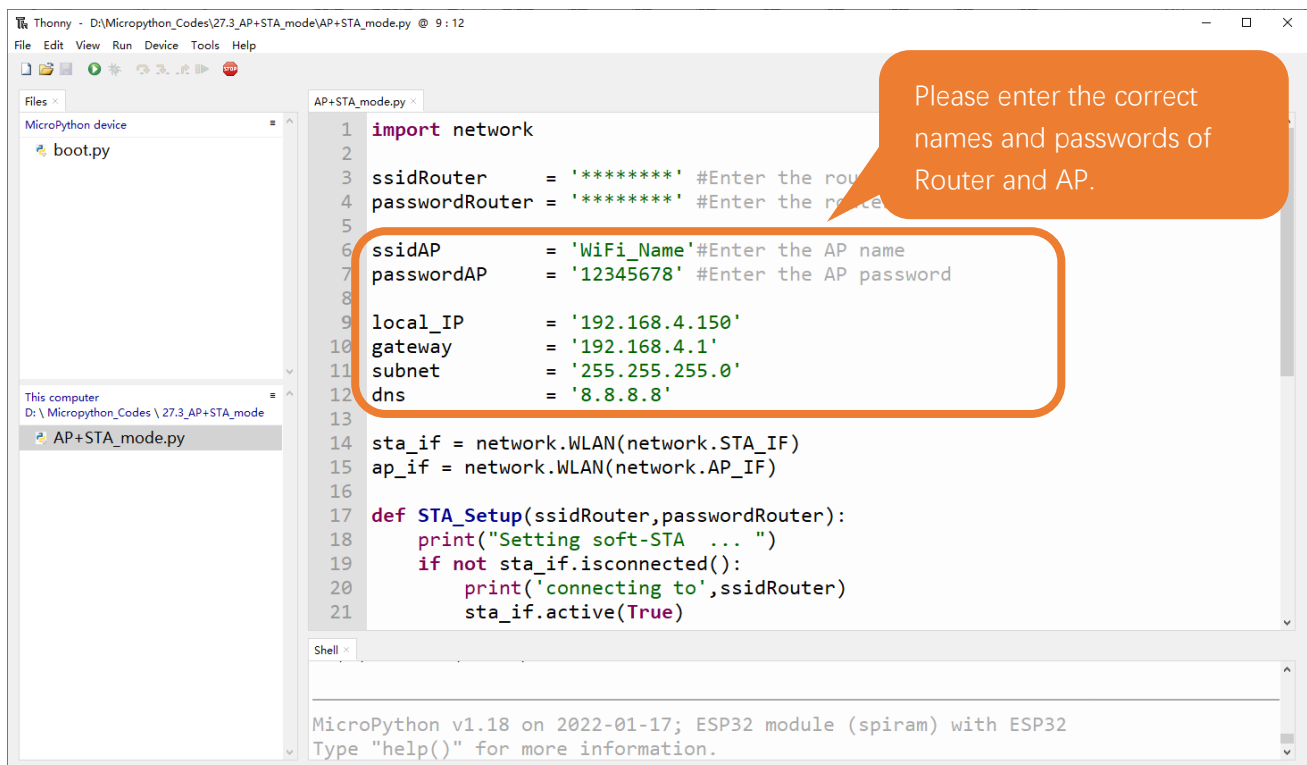 Thonny - D:\Micropython_Codes\27.3_AP+STA_mode\AP+STA_mode.py @ 9:12
File Edit View Run Device Tools Help
STOP
Files
MicroPython device
boot.py
This computer
D: \ Micropython_Codes \ 27.3_AP+STA_mode
AP+STA_mode.py
AP+STA_mode.py
Please enter the correct
names and passwords of
Router and AP.
1 import network
2
3 ssidRouter     = '********' #Enter the rou
4 passwordRouter = '********' #Enter the
5
6 ssidAP         = 'WiFi_Name'#Enter the AP name
7 passwordAP     = '12345678' #Enter the AP password
8
9 local_IP       = '192.168.4.150'
10 gateway        = '192.168.4.1'
11 subnet         = '255.255.255.0'
12 dns            = '8.8.8.8'
13
14 sta_if = network.WLAN(network.STA_IF)
15 ap_if = network.WLAN(network.AP_IF)
16
17 def STA_Setup(ssidRouter,passwordRouter):
18     print("Setting soft-STA  ... ")
19     if not sta_if.isconnected():
20         print('connecting to',ssidRouter)
21         sta_if.active(True)
Shell
MicroPython v1.18 on 2022-01-17; ESP32 module (spiram) with ESP32
Type "help()" for more information.